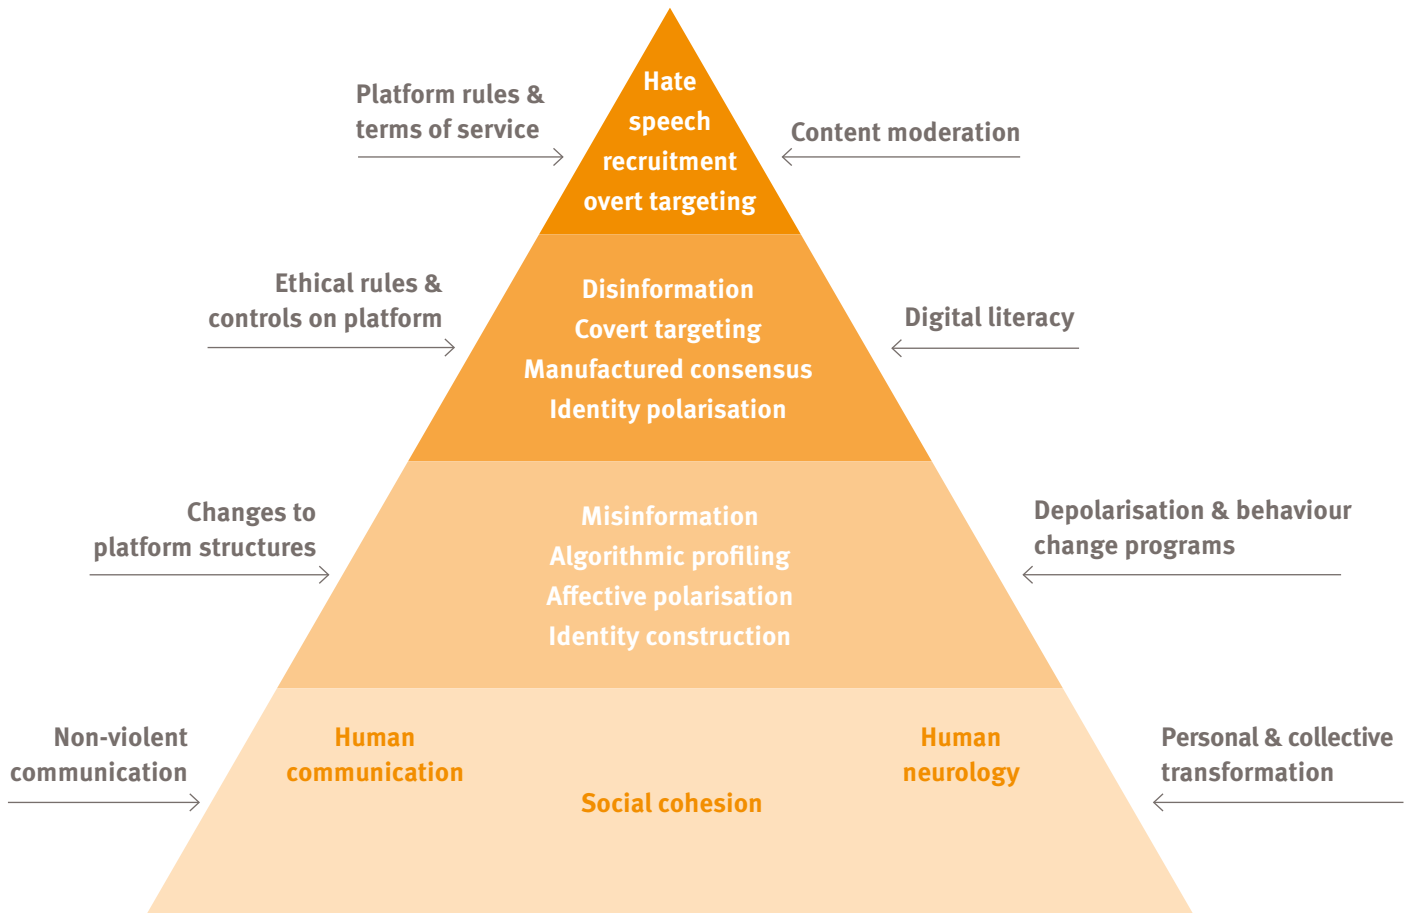 Platform rules &
terms of service
Hate
speech
recruitment
overt targeting
Content moderation
Ethical rules &
controls on platform
Disinformation
Covert targeting
Manufactured consensus
Identity polarisation
Digital literacy
Changes to
platform structures
Misinformation
Algorithmic profiling
Affective polarisation
Identity construction
Depolarisation & behaviour
change programs
Non-violent
communication
Human
communication
Social cohesion
Human
neurology
Personal & collective
transformation